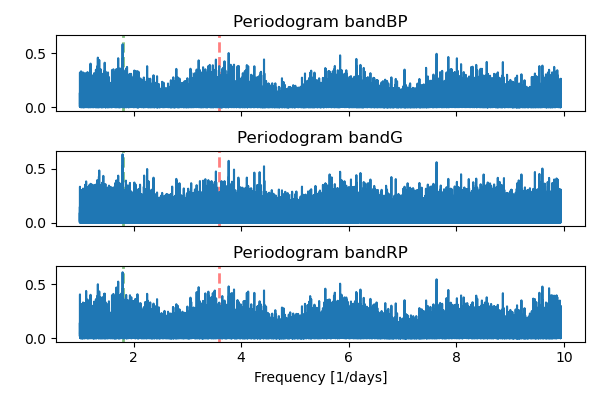 Periodogram bandBP
0.5
0.0
Periodogram bandG
0.5
0.0
Periodogram bandRP
0.5
0.0
2 4 6 8 10
Frequency [1/days]